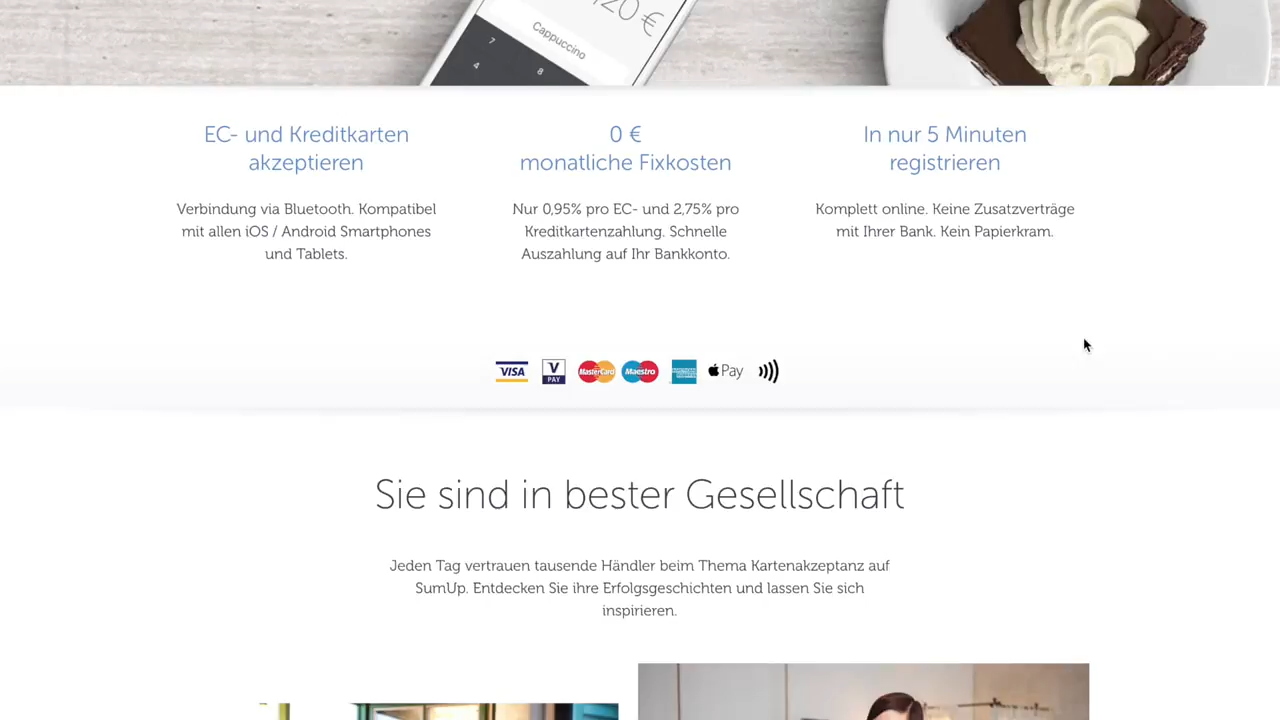 120 €
Cappuccino
7
4
8
EC- und Kreditkarten
akzeptieren
Verbindung via Bluetooth. Kompatibel
mit allen iOS / Android Smartphones
und Tablets.
0 €
monatliche Fixkosten
Nur 0,95% pro EC- und 2,75% pro
Kreditkartenzahlung. Schnelle
Auszahlung auf Ihr Bankkonto.
In nur 5 Minuten
registrieren
Komplett online. Keine Zusatzverträge
mit Ihrer Bank. Kein Papierkram.
VISA
V PAY
MasterCard
Maestro
Pay
Sie sind in bester Gesellschaft
Jeden Tag vertrauen tausende Händler beim Thema Kartenakzeptanz auf
SumUp. Entdecken Sie ihre Erfolgsgeschichten und lassen Sie sich
inspirieren.